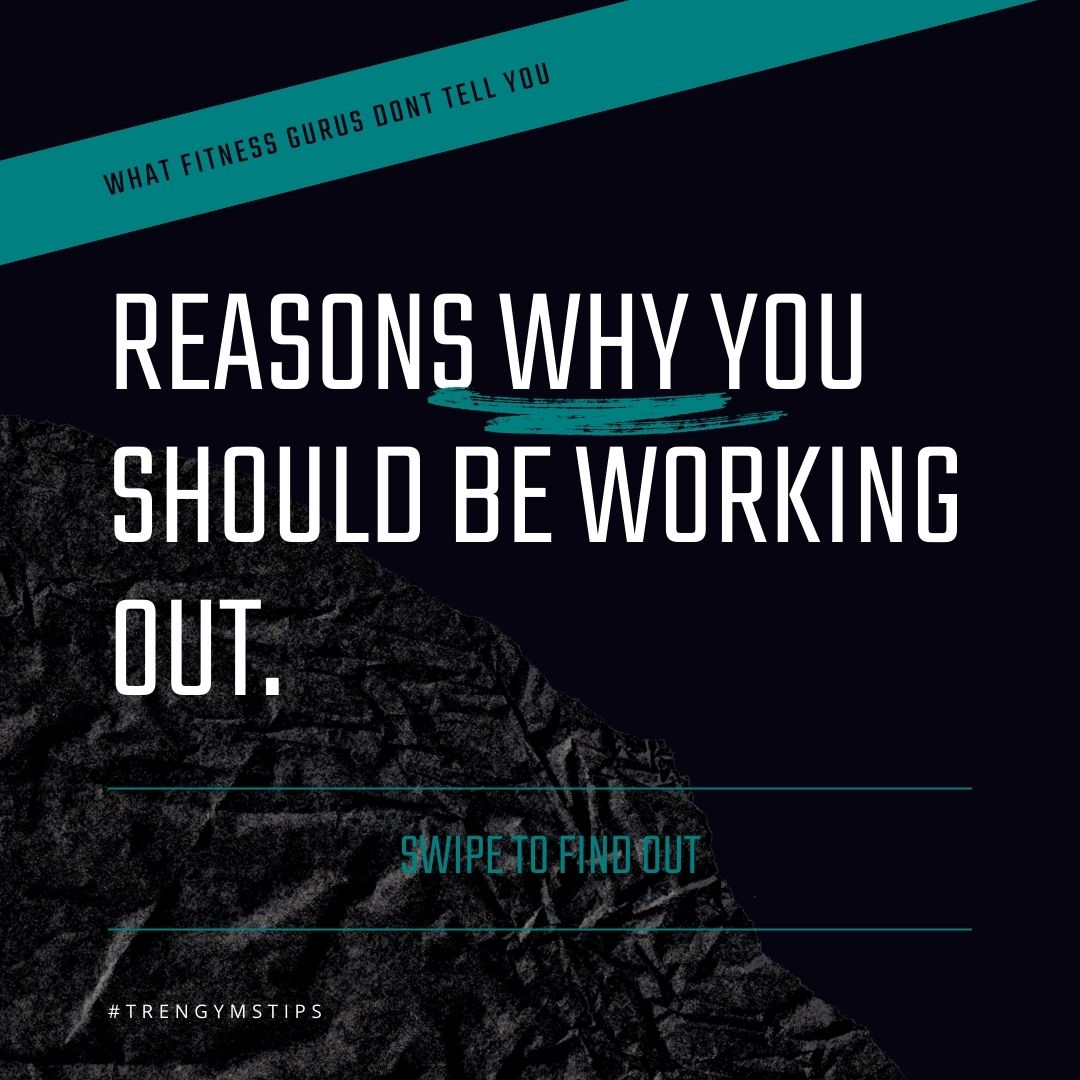 WHAT FITNESS GURUS DONT TELL YOU
REASONS WHY YOU
SHOULD BE WORKING
OUT.
SWIPE TO FIND OUT
#TRENGYMSTIPS